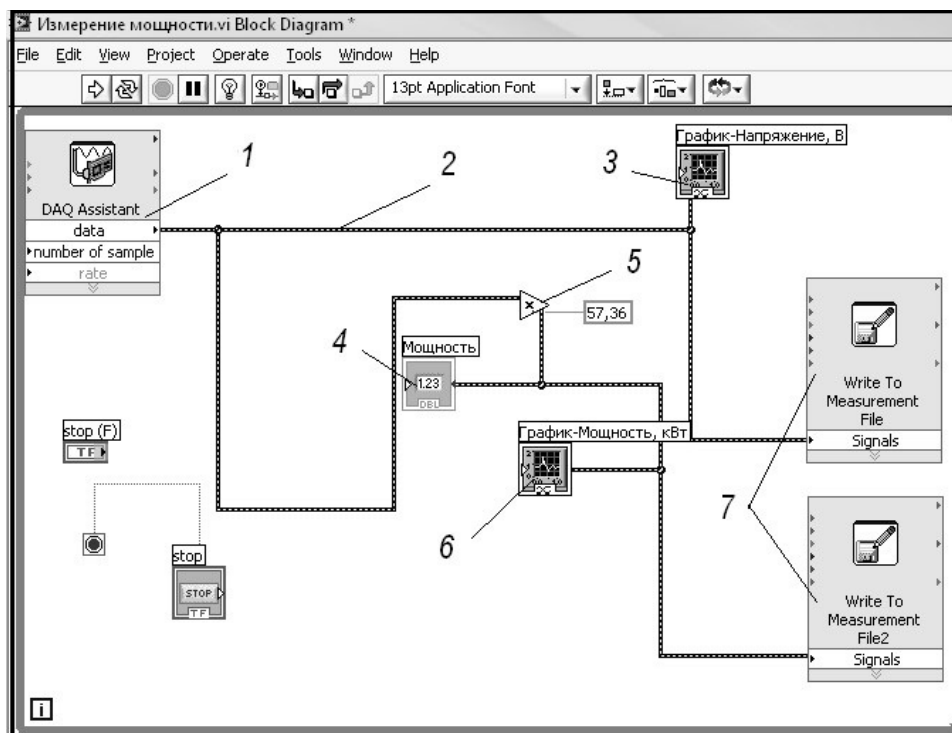 Измерение мощности.vi Block Diagram *
File Edit View Project Operate Tools Window Help
13pt Application Font
График-Напряжение, В
1
2
3
DAQ Assistant
data
number of sample
rate
5
57,36
4
Мощность
1.23
DBL
Write To
Measurement
File
Signals
stop (F)
TF
График-Мощность, кВт
6
7
stop
STOP
TF
Write To
Measurement
File2
Signals
i